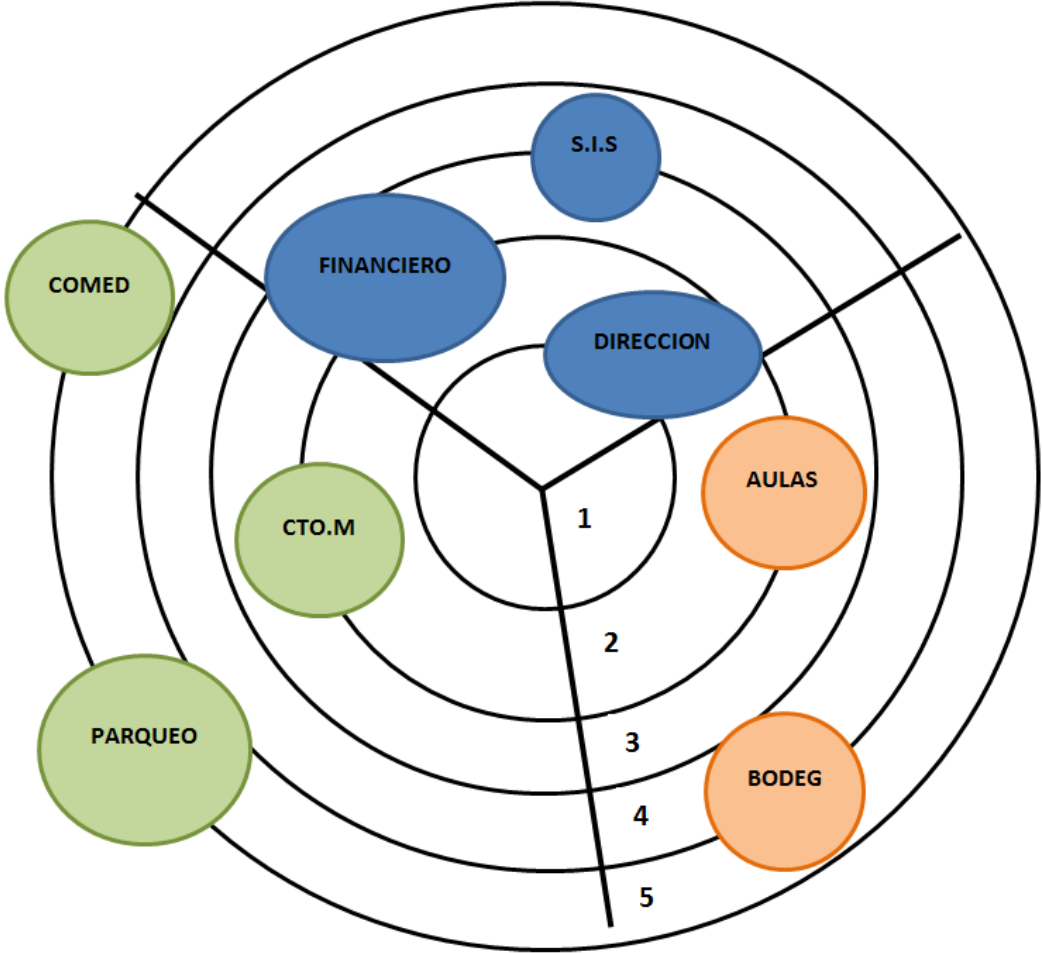 S.I.S
FINANCIERO
COMED
DIRECCION
AULAS
CTO.M
1
2
PARQUEO
3
BODEG
4
5